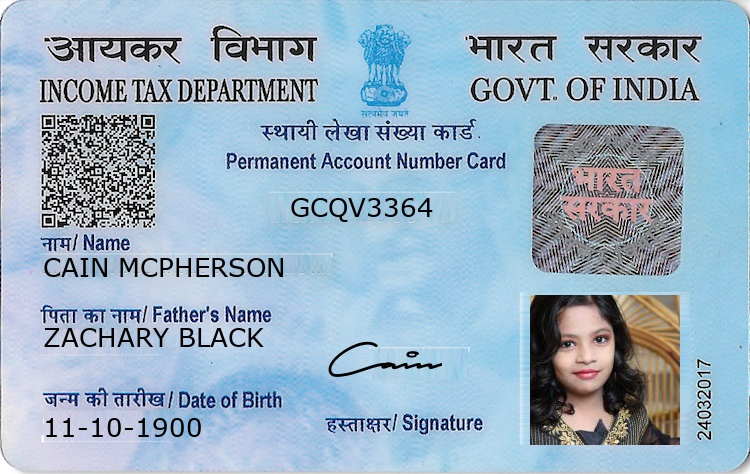 आयकर विभाग
INCOME TAX DEPARTMENT
भारत सरकार
GOVT. OF INDIA
सत्यमेव जयते
स्थायी लेखा संख्या कार्ड
Permanent Account Number Card
GCQV3364
भारत
सरकार
नाम/ Name
CAIN MCPHERSON
पिता का नाम/ Father's Name
ZACHARY BLACK
जन्म की तारीख / Date of Birth
11-10-1900
Cain
हस्ताक्षर/ Signature
24032017